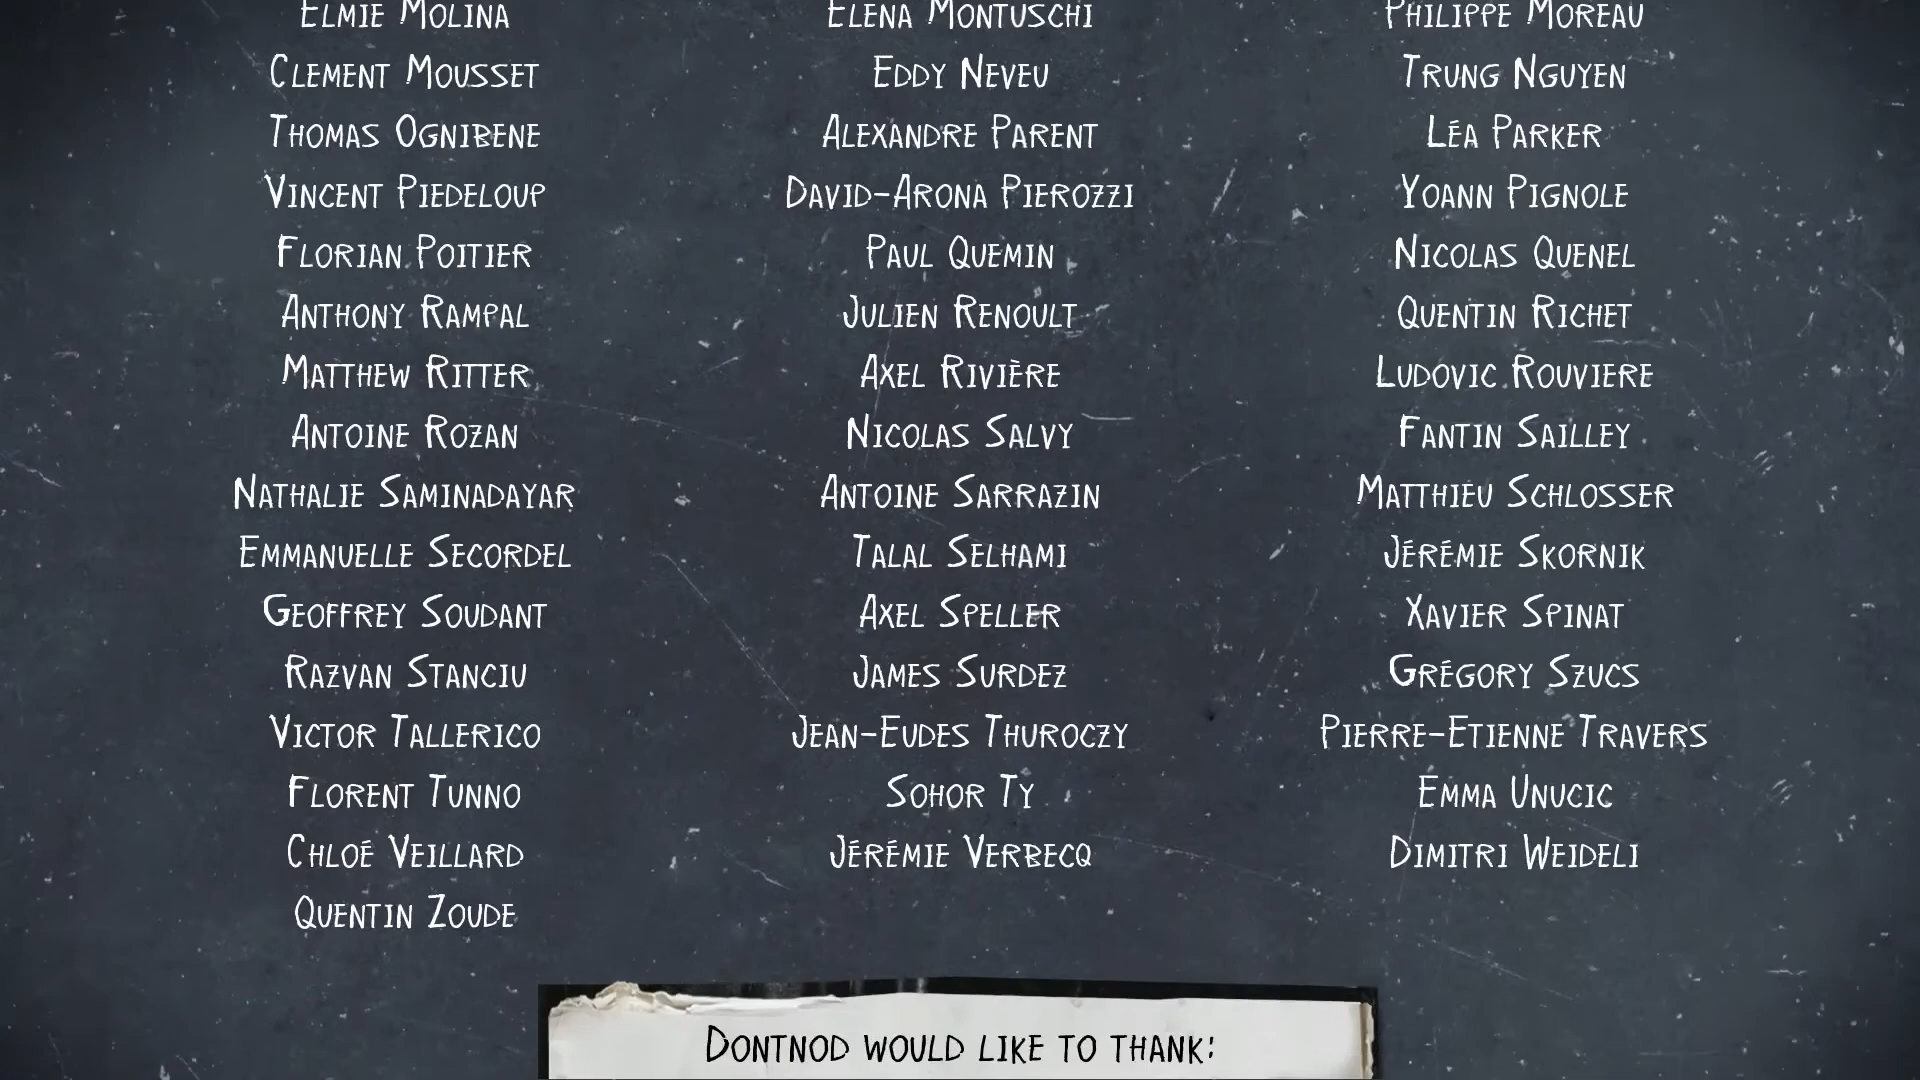 Elmie Molina Elena Montuschi Philippe Moreau
Clement Mousset Eddy Neveu Trung Nguyen
Thomas Ognibene Alexandre Parent Léa Parker
Vincent Piedeloup David-Arona Pierozzi Yoann Pignole
Florian Poitier Paul Quemin Nicolas Quenel
Anthony Rampal Julien Renoult Quentin Richet
Matthew Ritter Axel Rivière Ludovic Rouviere
Antoine Rozan Nicolas Salvy Fantin Sailley
Nathalie Saminadayar Antoine Sarrazin Matthieu Schlosser
Emmanuelle Secordel Talal Selhami Jérémie Skornik
Geoffrey Soudant Axel Speller Xavier Spinat
Razvan Stanciu James Surdez Grégory Szucs
Victor Tallerico Jean-Eudes Thuroczy Pierre-Etienne Travers
Florent Tunno Sohor Ty Emma Unucic
Chloé Veillard Jérémie Verbecq Dimitri Weideli
Quentin Zoude
Dontnod would like to thank: